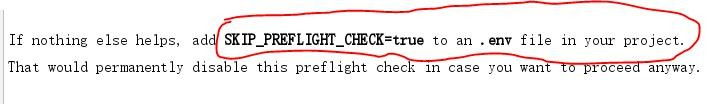 If nothing else helps, add SKIP_PREFLIGHT_CHECK=true to an .env file in your project.
That would permanently disable this preflight check in case you want to proceed anyway.